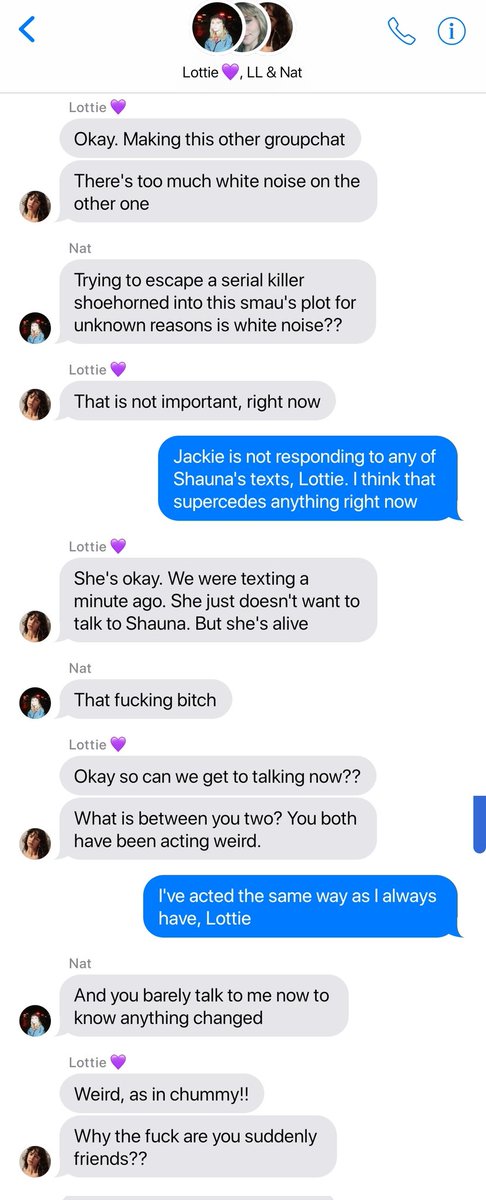 Lottie💜, LL & Nat
Lottie 💜
Okay. Making this other groupchat
There's too much white noise on the
other one
Nat
Trying to escape a serial killer
shoehorned into this smau's plot for
unknown reasons is white noise??
Lottie 💜
That is not important, right now
Jackie is not responding to any of
Shauna's texts, Lottie. I think that
supercedes anything right now
Lottie 💜
She's okay. We were texting a
minute ago. She just doesn't want to
talk to Shauna. But she's alive
Nat
That fucking bitch
Lottie 💜
Okay so can we get to talking now??
What is between you two? You both
have been acting weird.
I've acted the same way as I always
have, Lottie
Nat
And you barely talk to me now to
know anything changed
Lottie 💜
Weird, as in chummy!!
Why the fuck are you suddenly
friends??